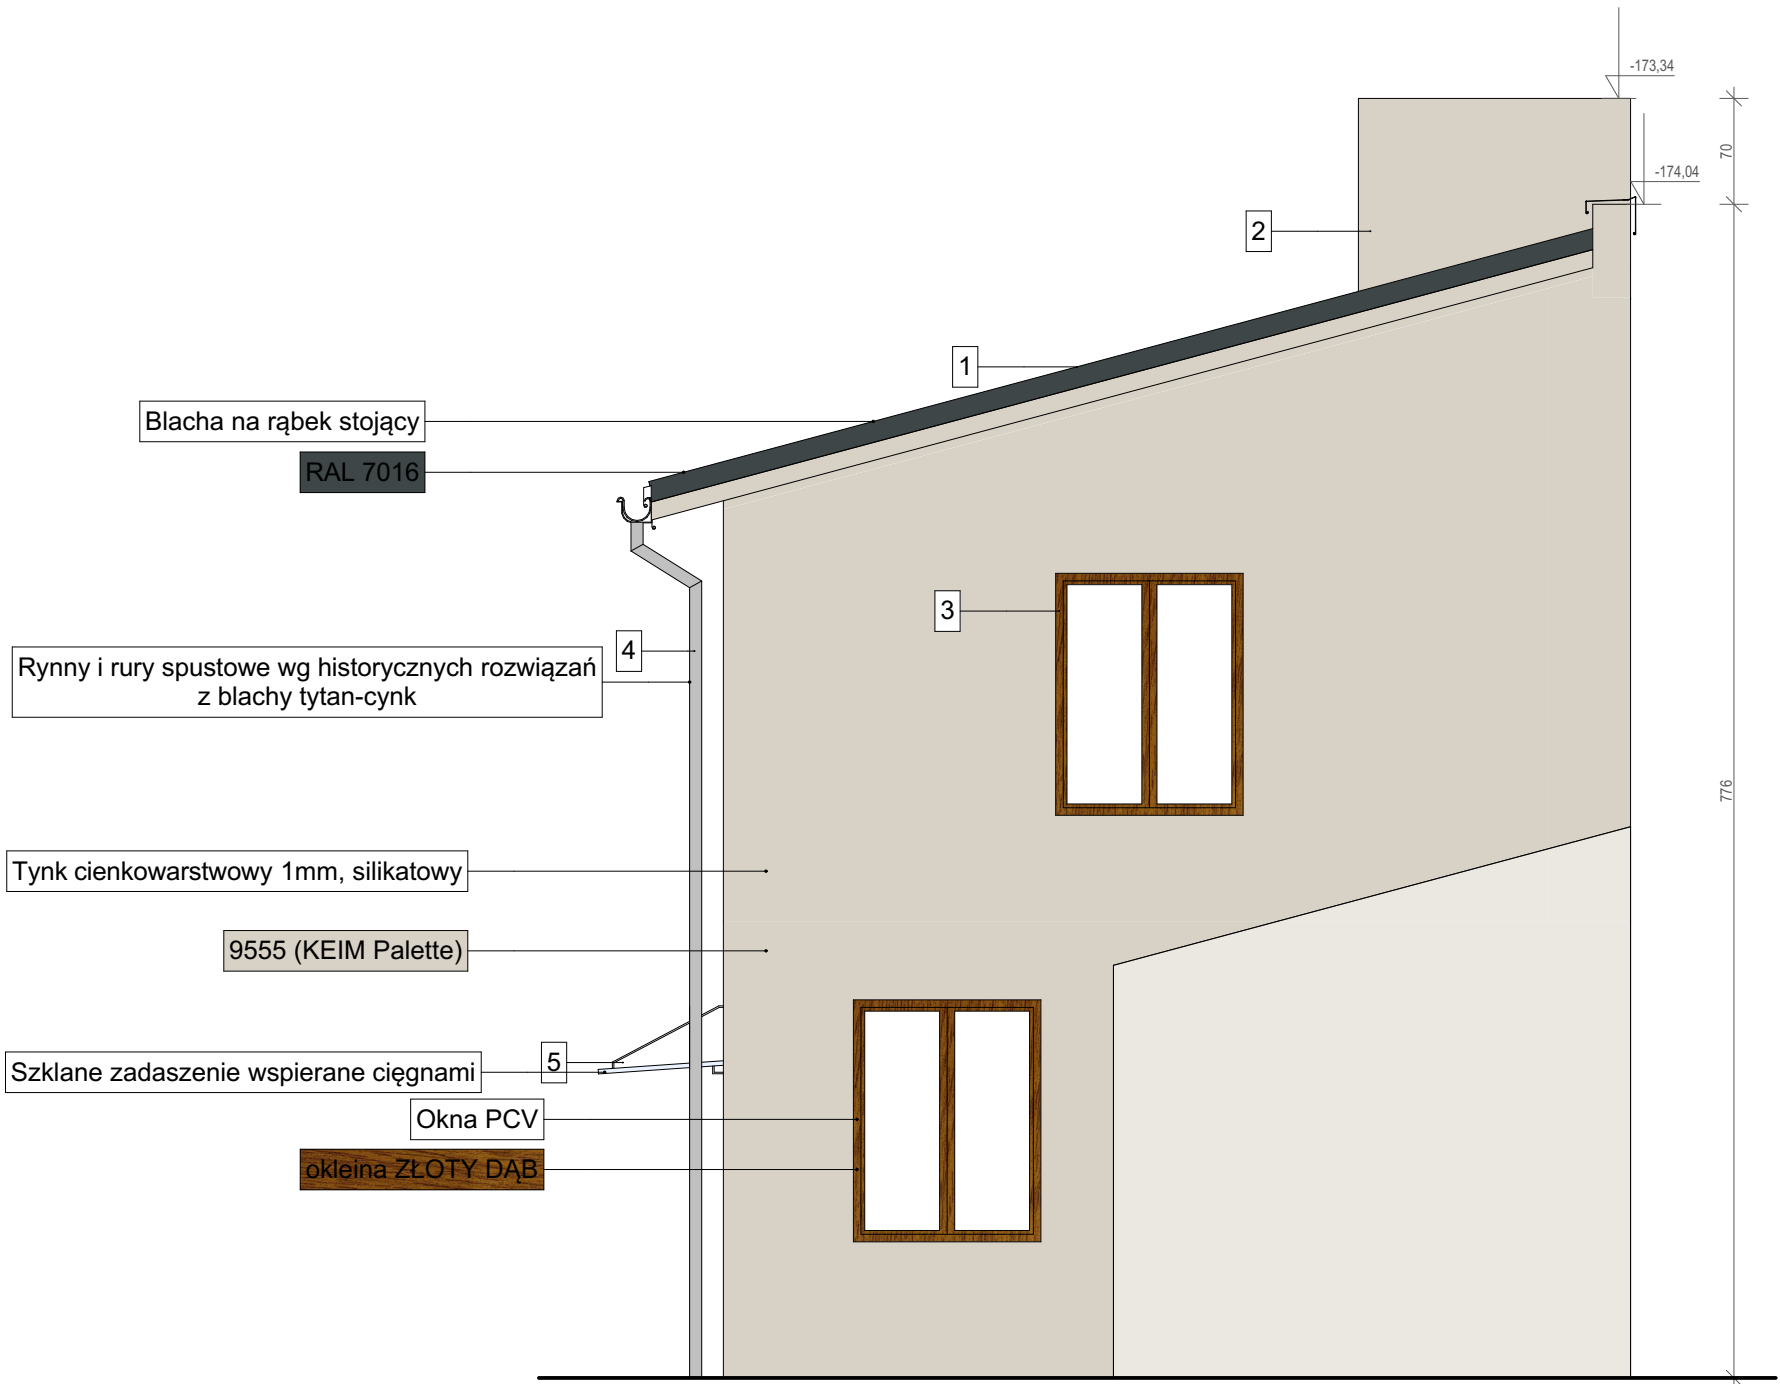 -173,34
70
-174,04
2
1
Blacha na rąbek stojący
RAL 7016
3
4
Rynny i rury spustowe wg historycznych rozwiązań
z blachy tytan-cynk
776
Tynk cienkowarstwowy 1mm, silikatowy
9555 (KEIM Palette)
5
Szklane zadaszenie wspierane cięgnami
Okna PCV
okleina ZŁOTY DĄB